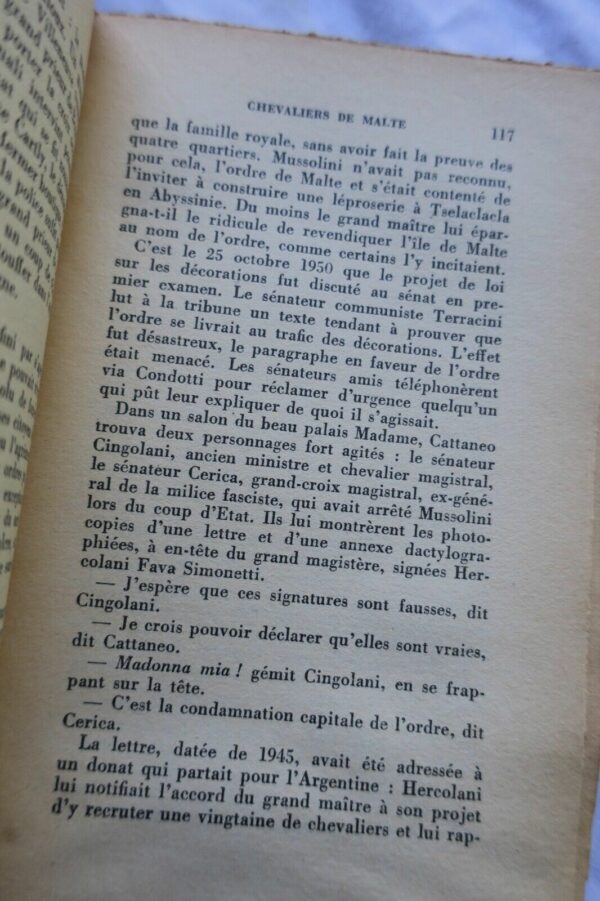 CHEVALIERS DE MALTE 117
que la famille royale, sans avoir fait la preuve des
quatre quartiers. Mussolini n'avait pas reconnu,
pour cela, l'ordre de Malte et s'était contenté de
l'inviter à construire une léproserie à Tselaclacla
en Abyssinie. Du moins le grand maître lui épar-
gna-t-il le ridicule de revendiquer l'île de Malte
au nom de l'ordre, comme certains l'y incitaient.
C'est le 25 octobre 1950 que le projet de loi
sur les décorations fut discuté au sénat en pre-
mier examen. Le sénateur communiste Terracini
lut à la tribune un texte tendant à prouver que
l'ordre se livrait au trafic des décorations. L'effet
fut désastreux, le paragraphe en faveur de l'ordre
était menacé. Les sénateurs amis téléphonèrent
via Condotti pour réclamer d'urgence quelqu'un
qui pût leur expliquer de quoi il s'agissait.
Dans un salon du beau palais Madame, Cattaneo
trouva deux personnages fort agités : le sénateur
Cingolani, ancien ministre et chevalier magistral,
le sénateur Cerica, grand-croix magistral, ex-géné-
ral de la milice fasciste, qui avait arrêté Mussolini
lors du coup d'Etat. Ils lui montrèrent les photo-
copies d'une lettre et d'une annexe dactylogra-
phiées, à en-tête du grand magistère, signées Her-
colani Fava Simonetti.
— J'espère que ces signatures sont fausses, dit
Cingolani.
— Je crois pouvoir déclarer qu'elles sont vraies,
dit Cattaneo.
— Madonna mia ! gémit Cingolani, en se frap-
pant sur la tête.
— C'est la condamnation capitale de l'ordre, dit
Cerica.
La lettre, datée de 1945, avait été adressée à
un donat qui partait pour l'Argentine : Hercolani
lui notifiait l'accord du grand maître à son projet
d'y recruter une vingtaine de chevaliers et lui rap-